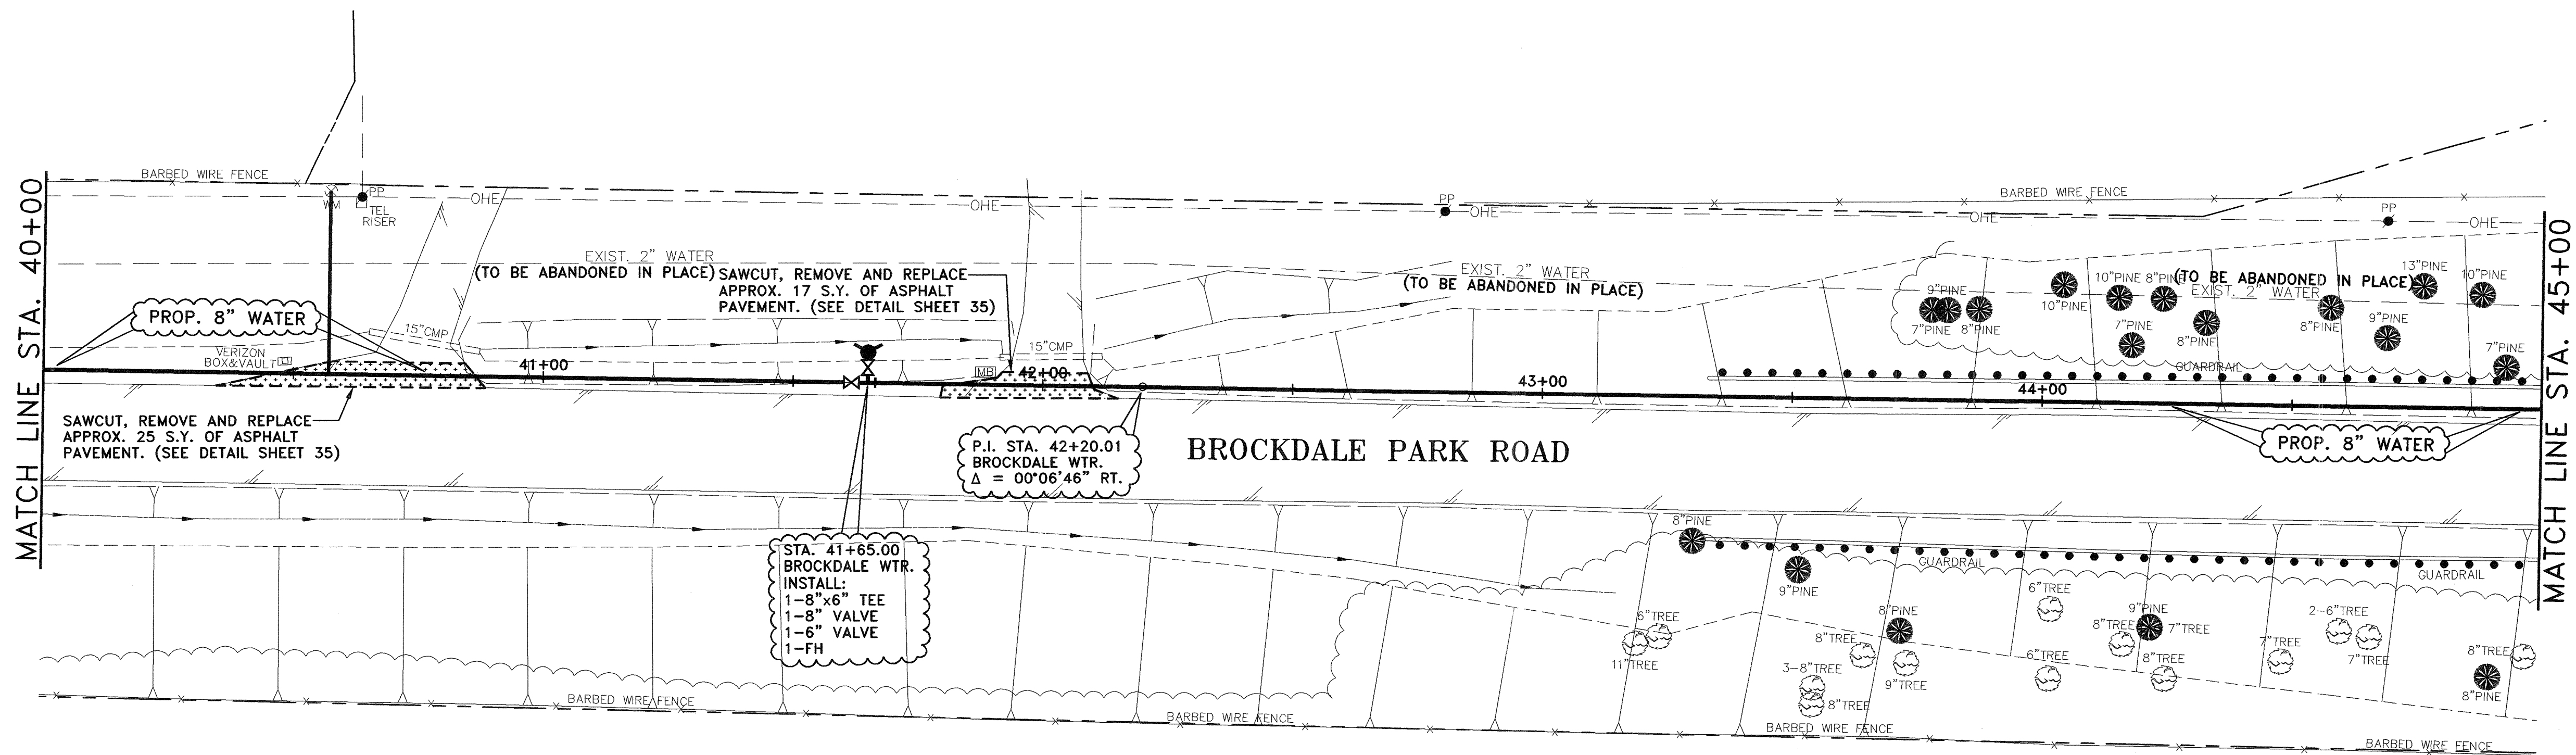 MATCH LINE STA. 40+00
BARBED WIRE FENCE
WM
PP
TEL
RISER
OHE
OHE
PP
OHE
BARBED WIRE FENCE
OHE
PP
OHE
MATCH LINE STA. 45+00
EXIST. 2" WATER
(TO BE ABANDONED IN PLACE)
SAWCUT, REMOVE AND REPLACE
APPROX. 17 S.Y. OF ASPHALT
PAVEMENT. (SEE DETAIL SHEET 35)
EXIST. 2" WATER
(TO BE ABANDONED IN PLACE)
(TO BE ABANDONED IN PLACE)
EXIST. 2" WATER
9"PINE
7"PINE
8"PINE
10"PINE
10"PINE
8"PINE
7"PINE
8"PINE
8"PINE
13"PINE
10"PINE
9"PINE
7"PINE
GUARDRAIL
PROP. 8" WATER
15"CMP
VERIZON
BOX&VAULT
41+00
15"CMP
MB
42+00
43+00
44+00
SAWCUT, REMOVE AND REPLACE
APPROX. 25 S.Y. OF ASPHALT
PAVEMENT. (SEE DETAIL SHEET 35)
P.I. STA. 42+20.01
BROCKDALE WTR.
Δ = 00°06'46" RT.
BROCKDALE PARK ROAD
PROP. 8" WATER
STA. 41+65.00
BROCKDALE WTR.
INSTALL:
1-8"x6" TEE
1-8" VALVE
1-6" VALVE
1-FH
8"PINE
9"PINE
GUARDRAIL
GUARDRAIL
6"TREE
11"TREE
8"PINE
8"TREE
9"TREE
3-8"TREE
8"TREE
6"TREE
6"TREE
9"PINE
8"TREE
7"TREE
8"TREE
7"TREE
2-6"TREE
7"TREE
8"TREE
8"PINE
BARBED WIRE FENCE
BARBED WIRE FENCE
BARBED WIRE FENCE
BARBED WIRE FENCE